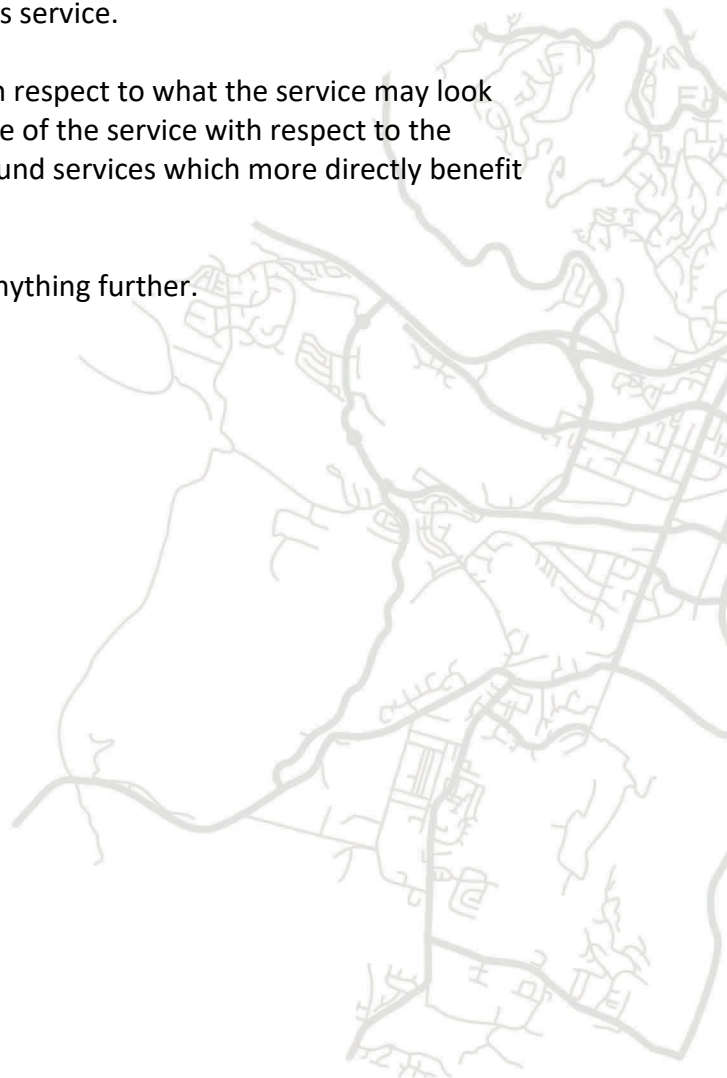 s service.
n respect to what the service may look
e of the service with respect to the
und services which more directly benefit
nything further.